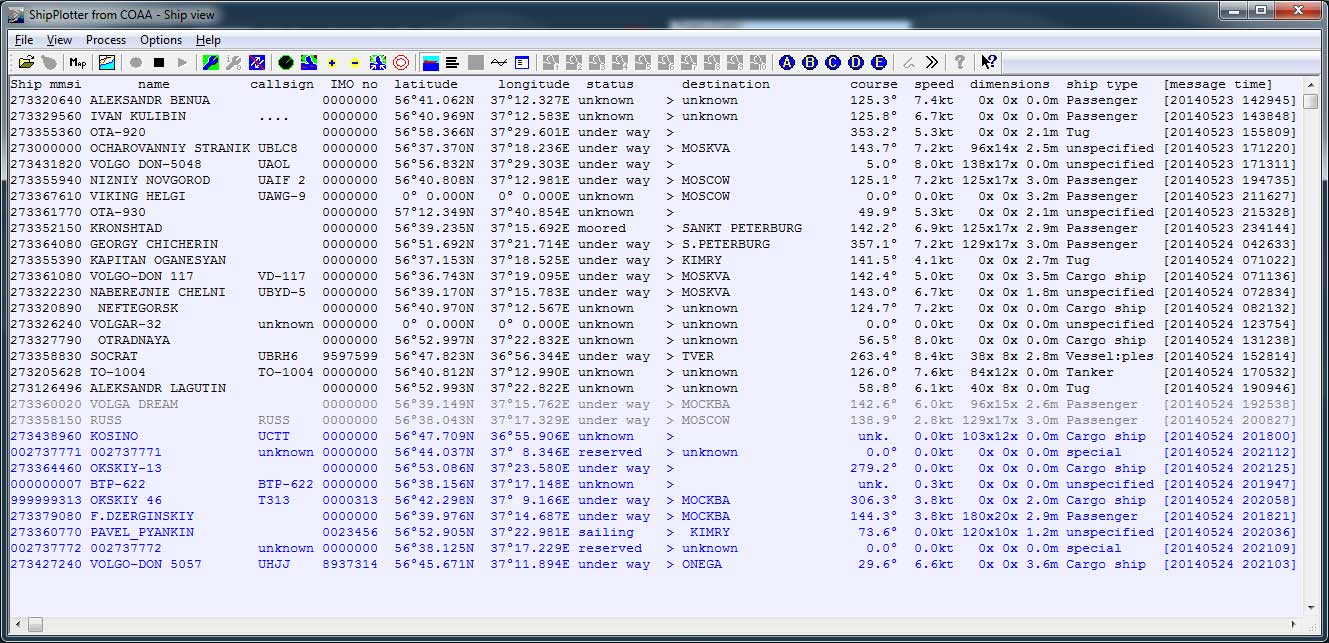 ShipPlotter from COAA - Ship view
File View Process Options Help
Map A B C D E
Ship mmsi name callsign IMO no latitude longitude status destination course speed dimensions ship type [message time]
273320640 ALEKSANDR BENUA 0000000 56°41.062N 37°12.327E unknown > unknown 125.3° 7.4kt 0x 0x 0.0m Passenger [20140523 142945]
273329560 IVAN KULIBIN .... 0000000 56°40.969N 37°12.583E unknown > unknown 125.8° 6.7kt 0x 0x 0.0m Passenger [20140523 143848]
273355360 OTA-920 0000000 56°58.366N 37°29.601E under way > 353.2° 5.3kt 0x 0x 2.1m Tug [20140523 155809]
273000000 OCHAROVANNIY STRANIK UBLC8 0000000 56°37.370N 37°18.236E under way > MOSKVA 143.7° 7.2kt 96x14x 2.5m unspecified [20140523 171220]
273431820 VOLGO DON-5048 UAOL 0000000 56°56.832N 37°29.303E under way > 5.0° 8.0kt 138x17x 0.0m unspecified [20140523 171311]
273355940 NIZNIY NOVGOROD UAIF 2 0000000 56°40.808N 37°12.981E under way > MOSCOW 125.1° 7.2kt 125x17x 3.0m Passenger [20140523 194735]
273367610 VIKING HELGI UAWG-9 0000000 0° 0.000N 0° 0.000E unknown > MOSCOW 0.0° 0.0kt 0x 0x 3.2m Passenger [20140523 211627]
273361770 OTA-930 0000000 57°12.349N 37°40.854E unknown > 49.9° 5.3kt 0x 0x 2.1m unspecified [20140523 215328]
273352150 KRONSHTAD 0000000 56°39.235N 37°15.692E moored > SANKT PETERBURG 142.2° 6.9kt 125x17x 2.9m Passenger [20140523 234144]
273364080 GEORGY CHICHERIN 0000000 56°51.692N 37°21.714E under way > S.PETERBURG 357.1° 7.2kt 129x17x 3.0m Passenger [20140524 042633]
273355390 KAPITAN OGANESYAN 0000000 56°37.153N 37°18.525E under way > KIMRY 141.5° 4.1kt 0x 0x 2.7m Tug [20140524 071022]
273361080 VOLGO-DON 117 VD-117 0000000 56°36.743N 37°19.095E under way > MOSKVA 142.4° 5.0kt 0x 0x 3.5m Cargo ship [20140524 071136]
273322230 NABEREJNIE CHELNI UBYD-5 0000000 56°39.170N 37°15.783E under way > MOSKVA 143.0° 6.7kt 0x 0x 1.8m unspecified [20140524 072834]
273320890 NEFTEGORSK 0000000 56°40.970N 37°12.567E unknown > unknown 124.7° 7.2kt 0x 0x 0.0m Cargo ship [20140524 082132]
273326240 VOLGAR-32 unknown 0000000 0° 0.000N 0° 0.000E unknown > unknown 0.0° 0.0kt 0x 0x 0.0m unspecified [20140524 123754]
273327790 OTRADNAYA 0000000 56°52.997N 37°22.832E unknown > unknown 56.5° 8.0kt 0x 0x 0.0m Cargo ship [20140524 131238]
273358830 SOCRAT UBRH6 9597599 56°47.823N 36°56.344E under way > TVER 263.4° 8.4kt 38x 8x 2.8m Vessel:ples [20140524 152814]
273205628 TO-1004 TO-1004 0000000 56°40.812N 37°12.990E unknown > unknown 126.0° 7.6kt 84x12x 0.0m Tanker [20140524 170532]
273126496 ALEKSANDR LAGUTIN 0000000 56°52.993N 37°22.822E unknown > unknown 58.8° 6.1kt 40x 8x 0.0m Tug [20140524 190946]
273360020 VOLGA DREAM 0000000 56°39.149N 37°15.762E under way > MOCKBA 142.6° 6.0kt 96x15x 2.6m Passenger [20140524 192538]
273358150 RUSS RUSS 0000000 56°38.043N 37°17.329E under way > MOSCOW 138.9° 2.8kt 129x17x 3.0m Passenger [20140524 200827]
273438960 KOSINO UCTT 0000000 56°47.709N 36°55.906E unknown > unk. 0.0kt 103x12x 0.0m Cargo ship [20140524 201800]
002737771 002737771 unknown 0000000 56°44.037N 37° 8.346E reserved > unknown 0.0° 0.0kt 0x 0x 0.0m special [20140524 202112]
273364460 OKSKIY-13 0000000 56°53.086N 37°23.580E under way > 279.2° 0.0kt 0x 0x 0.0m Cargo ship [20140524 202125]
000000007 BTP-622 BTP-622 0000000 56°38.156N 37°17.148E unknown > unk. 0.3kt 0x 0x 0.0m unspecified [20140524 201947]
999999313 OKSKIY 46 T313 0000313 56°42.298N 37° 9.166E under way > MOCKBA 306.3° 3.8kt 0x 0x 2.0m Cargo ship [20140524 202058]
273379080 F.DZERGINSKIY 0000000 56°39.976N 37°14.687E under way > MOCKBA 144.3° 3.8kt 180x20x 2.9m Passenger [20140524 201821]
273360770 PAVEL_PYANKIN 0023456 56°52.905N 37°22.981E sailing > KIMRY 73.6° 0.0kt 120x10x 1.2m unspecified [20140524 202036]
002737772 002737772 unknown 0000000 56°38.125N 37°17.229E reserved > unknown 0.0° 0.0kt 0x 0x 0.0m special [20140524 202109]
273427240 VOLGO-DON 5057 UHJJ 8937314 56°45.671N 37°11.894E under way > ONEGA 29.6° 6.6kt 0x 0x 3.6m Cargo ship [20140524 202103]